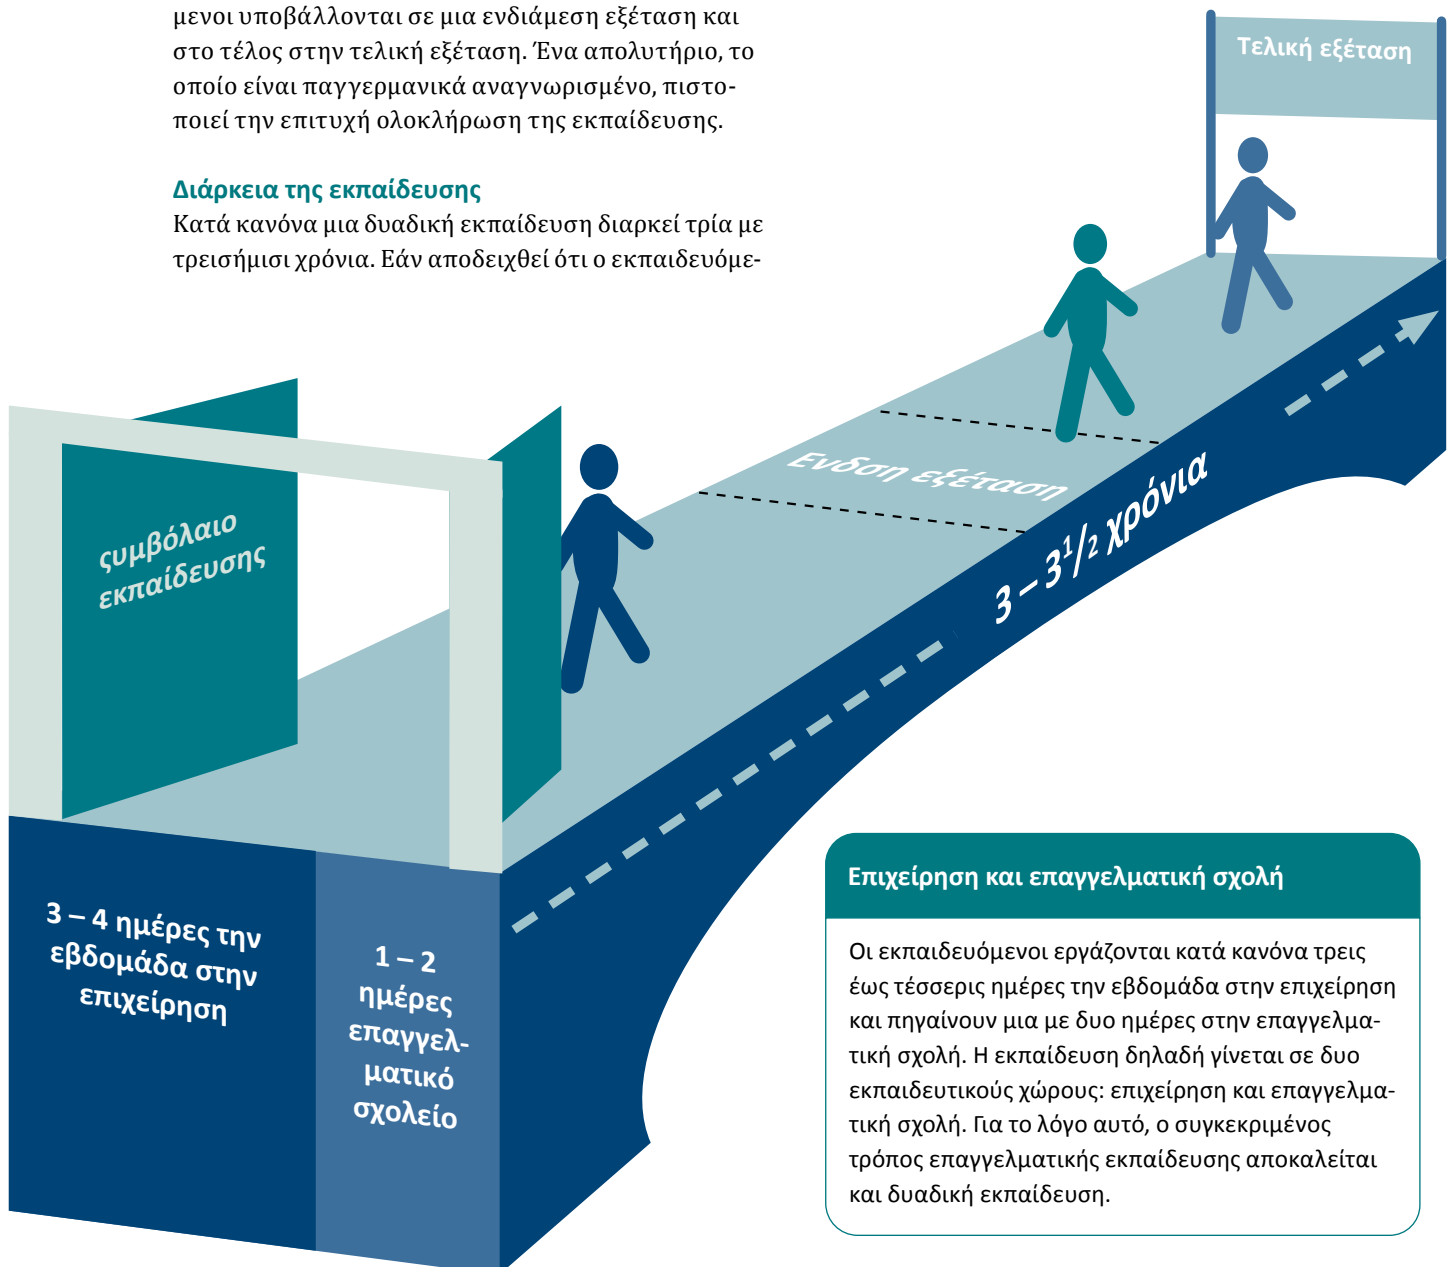 μενοι υποβάλλονται σε μια ενδιάμεση εξέταση και
στο τέλος στην τελική εξέταση. Ένα απολυτήριο, το
οποίο είναι παγγερμανικά αναγνωρισμένο, πιστο-
ποιεί την επιτυχή ολοκλήρωση της εκπαίδευσης.
Διάρκεια της εκπαίδευσης
Κατά κανόνα μια δυαδική εκπαίδευση διαρκεί τρία με
τρεισήμισι χρόνια. Εάν αποδειχθεί ότι ο εκπαιδευόμε-
Τελική εξέταση
Ενδση εξέταση
3 – 3 1/2 χρόνια
ςυμβόλαιο
εκπαίδευσης
3 – 4 ημέρες την
εβδομάδα στην
επιχείρηση
1 – 2
ημέρες
επαγγελ-
ματικό
σχολείο
Επιχείρηση και επαγγελματική σχολή
Οι εκπαιδευόμενοι εργάζονται κατά κανόνα τρεις
έως τέσσερις ημέρες την εβδομάδα στην επιχείρηση
και πηγαίνουν μια με δυο ημέρες στην επαγγελμα-
τική σχολή. Η εκπαίδευση δηλαδή γίνεται σε δυο
εκπαιδευτικούς χώρους: επιχείρηση και επαγγελμα-
τική σχολή. Για το λόγο αυτό, ο συγκεκριμένος
τρόπος επαγγελματικής εκπαίδευσης αποκαλείται
και δυαδική εκπαίδευση.